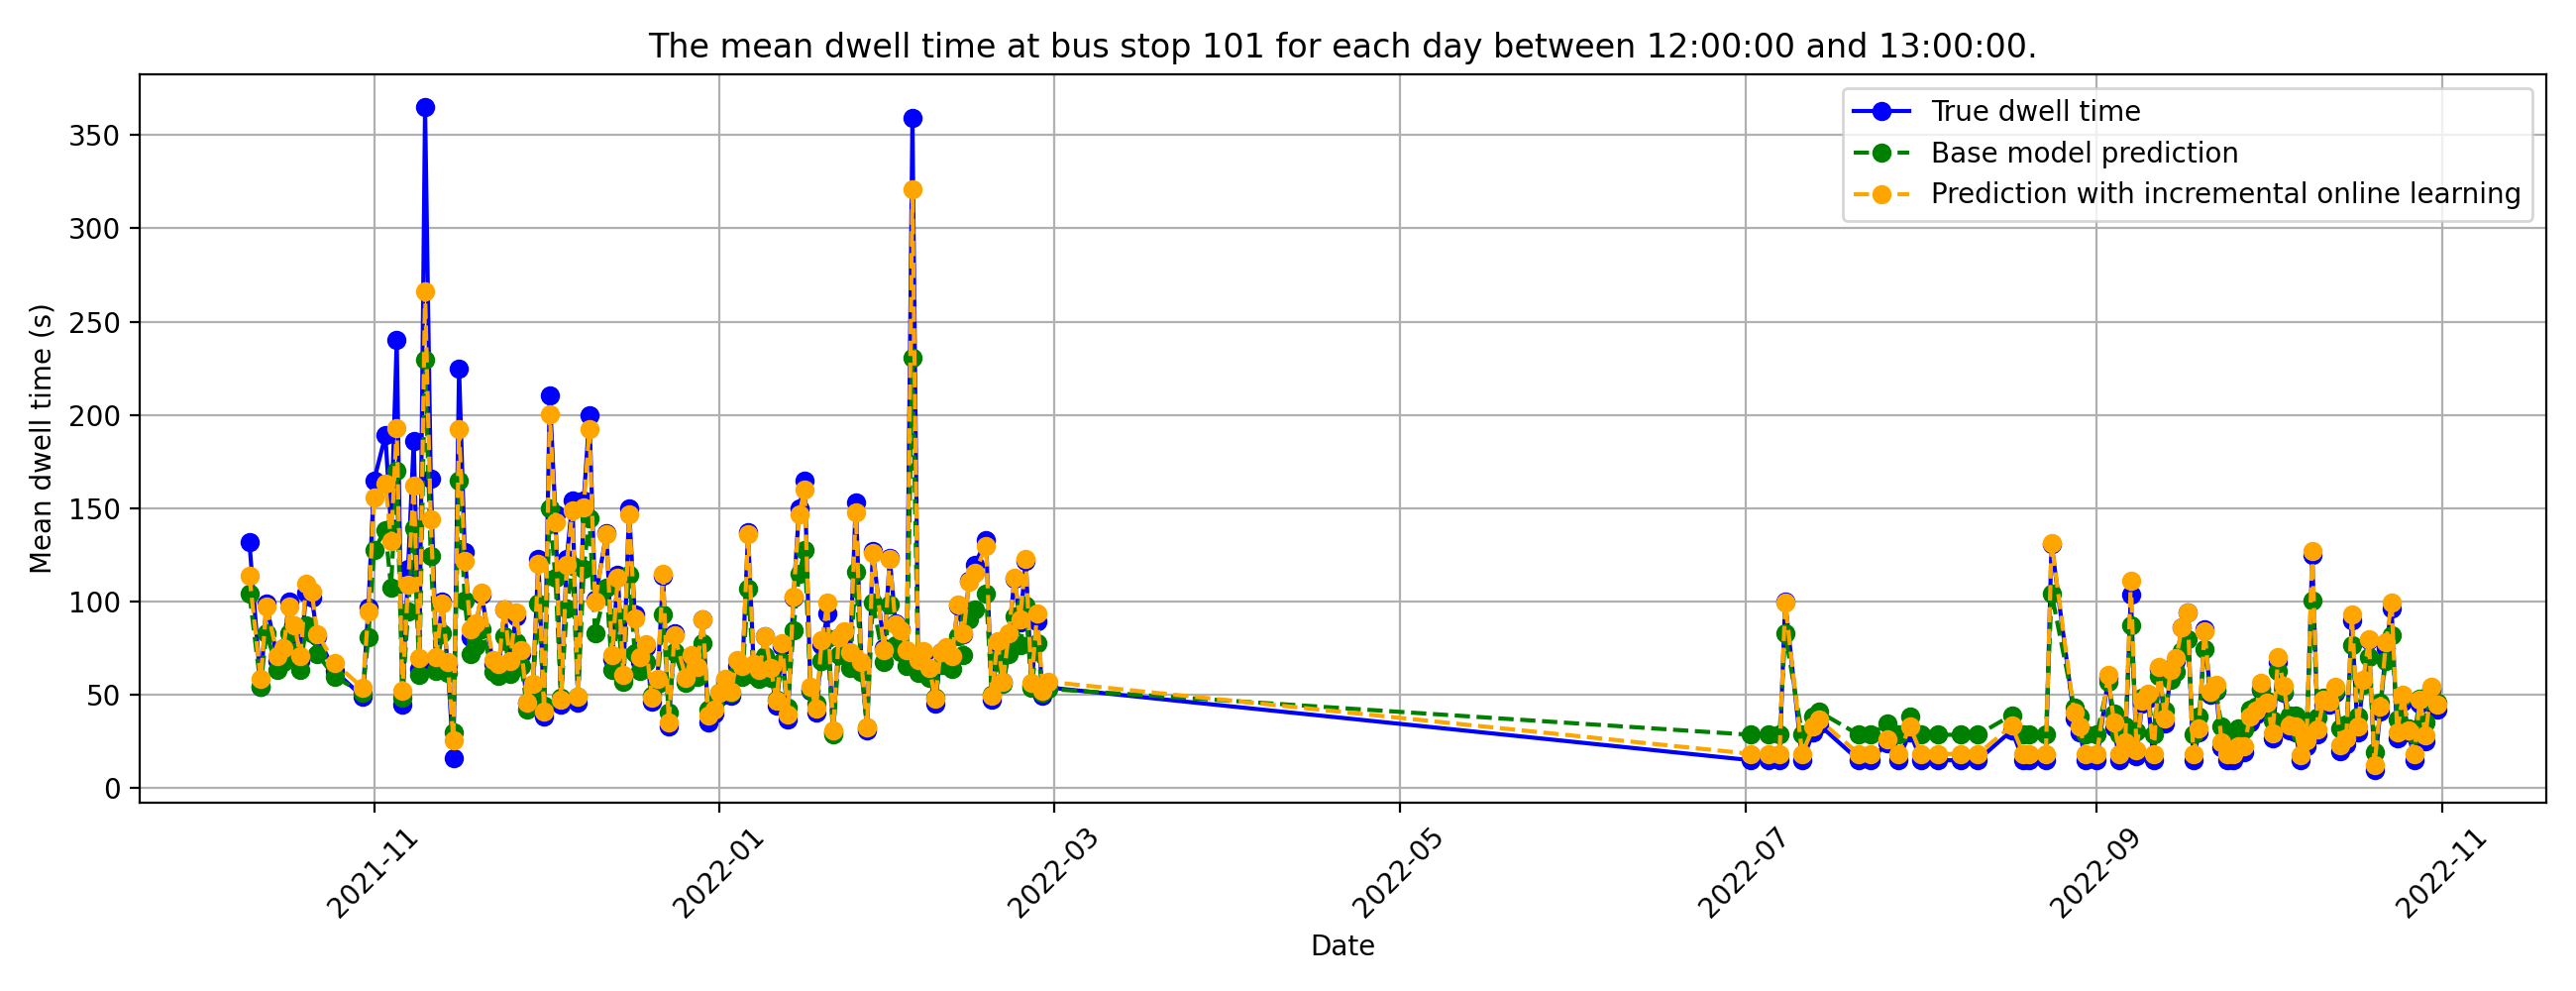 The mean dwell time at bus stop 101 for each day between 12:00:00 and 13:00:00.
True dwell time
Base model prediction
Prediction with incremental online learning
Mean dwell time (s)
350
300
250
200
150
100
50
0
2021-11
2022-01
2022-03
2022-05
2022-07
2022-09
2022-11
Date